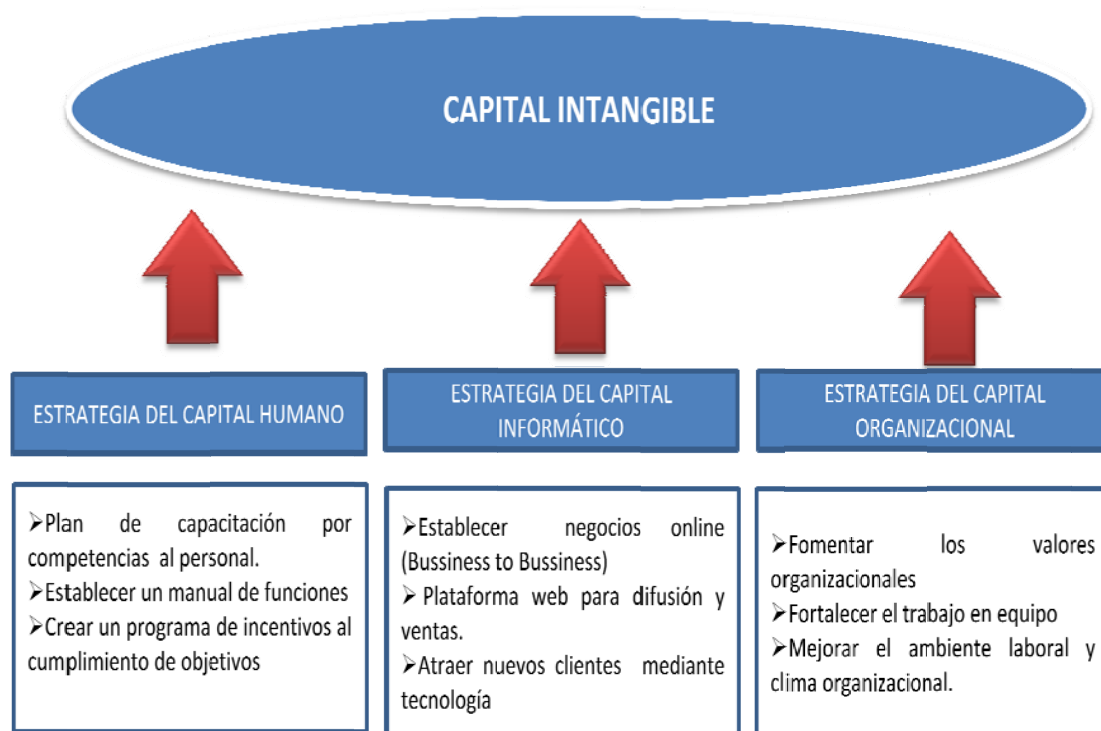 CAPITAL INTANGIBLE
ESTRATEGIA DEL CAPITAL HUMANO
➢Plan de capacitación por
competencias al personal.
➢Establecer un manual de funciones
➢Crear un programa de incentivos al
cumplimiento de objetivos
ESTRATEGIA DEL CAPITAL
INFORMÁTICO
➢Establecer negocios online
(Bussiness to Bussiness)
➢ Plataforma web para difusión y
ventas.
➢Atraer nuevos clientes mediante
tecnología
ESTRATEGIA DEL CAPITAL
ORGANIZACIONAL
➢Fomentar los valores
organizacionales
➢Fortalecer el trabajo en equipo
➢Mejorar el ambiente laboral y
clima organizacional.